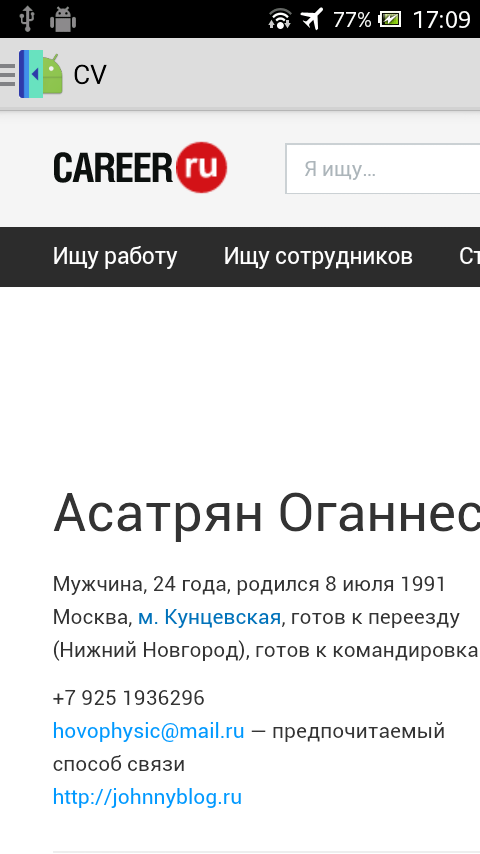 77% 17:09
CV
CAREER ru
Я ищу...
Ищу работу Ищу сотрудников Ст
Асатрян Оганнес
Мужчина, 24 года, родился 8 июля 1991
Москва, м. Кунцевская, готов к переезду
(Нижний Новгород), готов к командировка
+7 925 1936296
hovophysic@mail.ru — предпочитаемый
способ связи
http://johnnyblog.ru